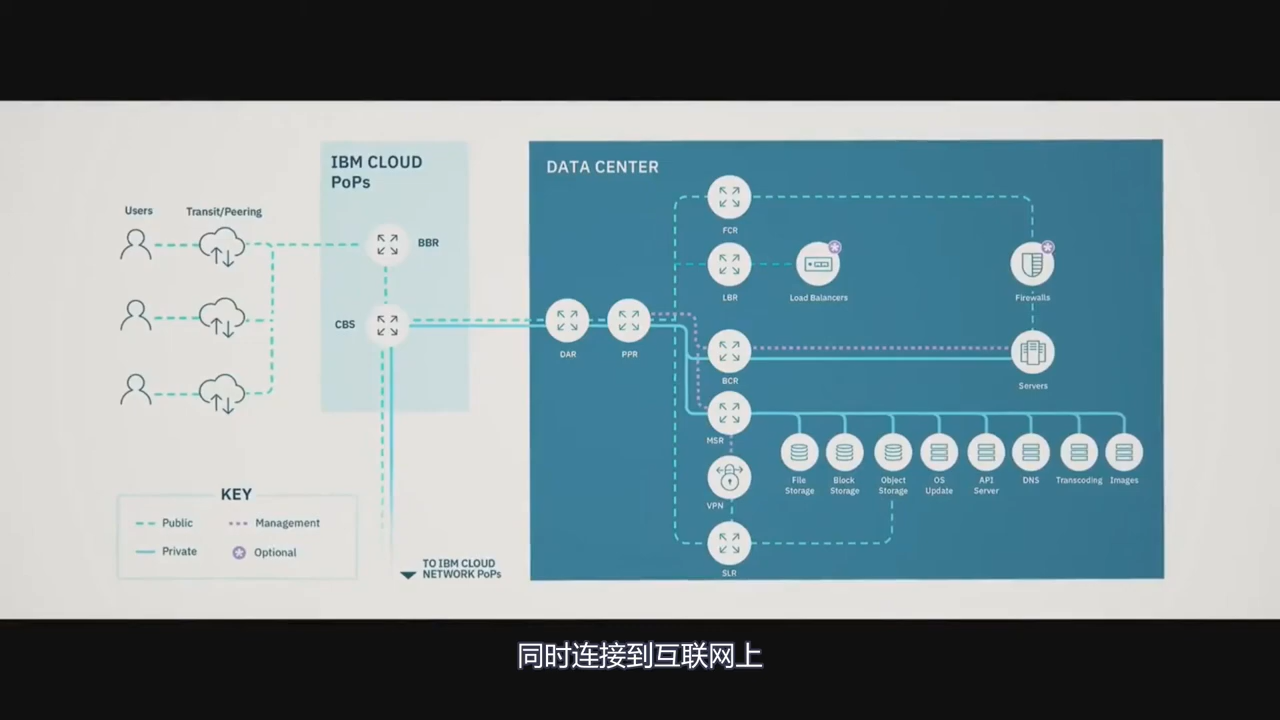 IBM CLOUD
PoPs
DATA CENTER
Users
Transit/Peering
BBR
CBS
DAR
PPR
FCR
LBR
Load Balancers
Firewalls
BCR
Servers
MSR
File
Storage
Block
Storage
Object
Storage
OS
Update
API
Server
DNS
Transcoding
Images
VPN
SLR
KEY
Public
Management
Private
Optional
TO IBM CLOUD
NETWORK PoPs
同时连接到互联网上